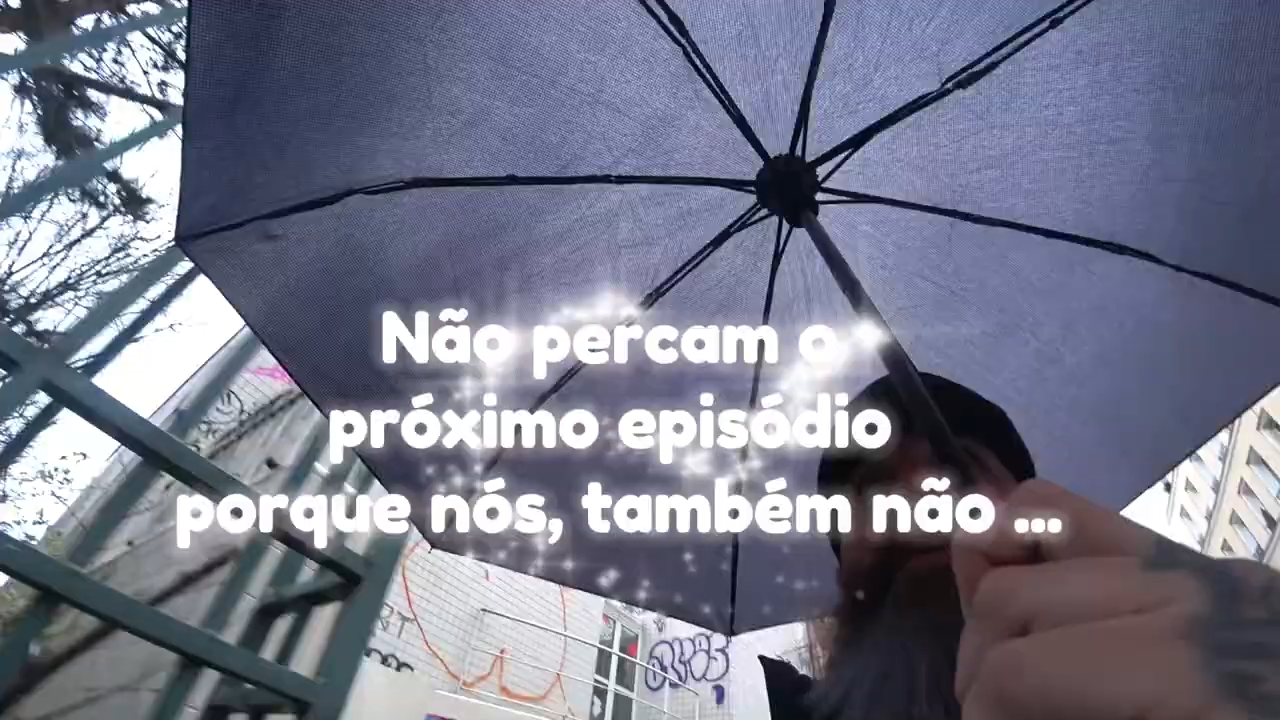 Não percam o
próximo episódio
porque nós, também não ...